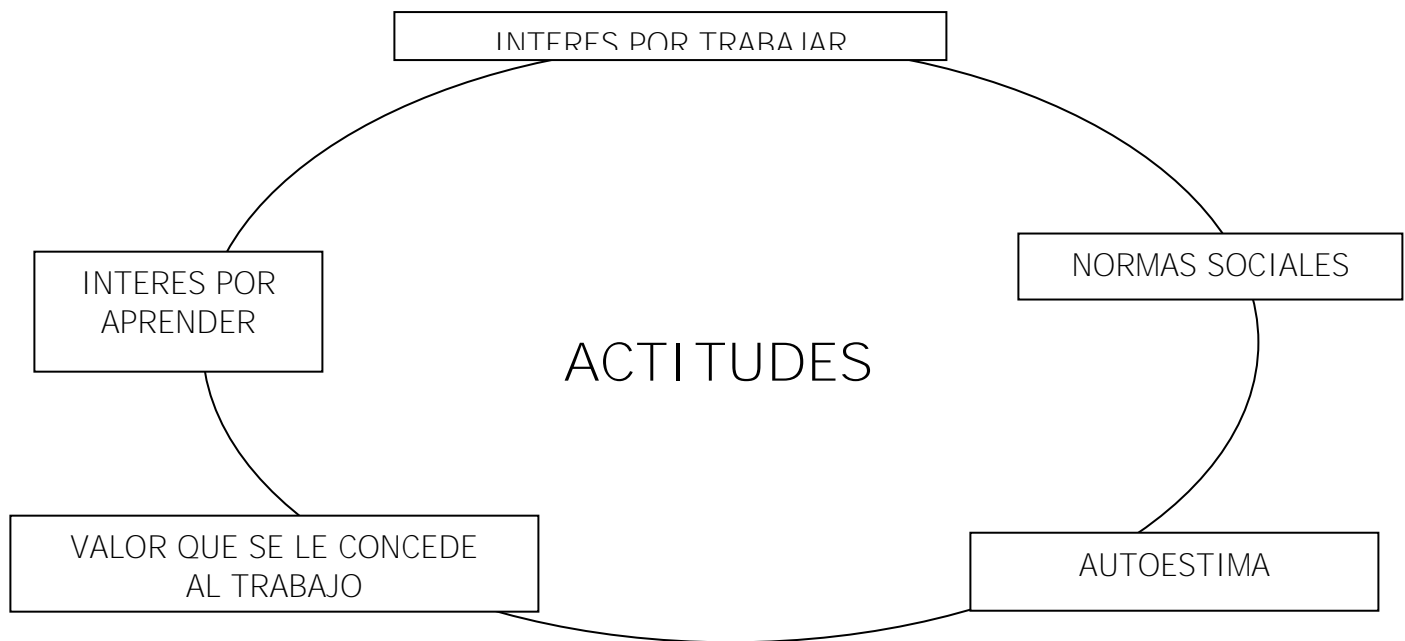 INTERES POR TRABAJAR
NORMAS SOCIALES
INTERES POR
APRENDER
ACTITUDES
VALOR QUE SE LE CONCEDE
AL TRABAJO
AUTOESTIMA